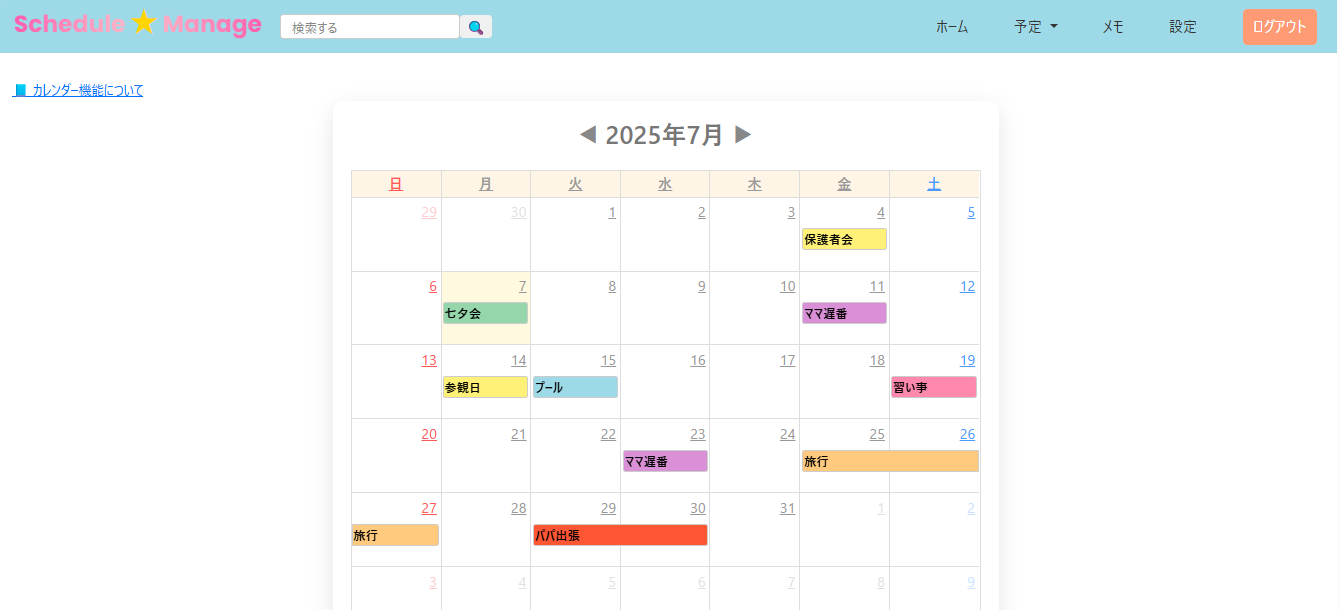 Schedule ⭐ Manage 検索する 🔍 ホーム 予定 メモ 設定 ログアウト
📘 カレンダー機能について
◀ 2025年7月 ▶
日 月 火 水 木 金 土
29 30 1 2 3 4 5
保護者会
6 7 8 9 10 11 12
七夕会 ママ遅番
13 14 15 16 17 18 19
参観日 プール 習い事
20 21 22 23 24 25 26
ママ遅番 旅行
27 28 29 30 31 1 2
旅行 パパ出張
3 4 5 6 7 8 9